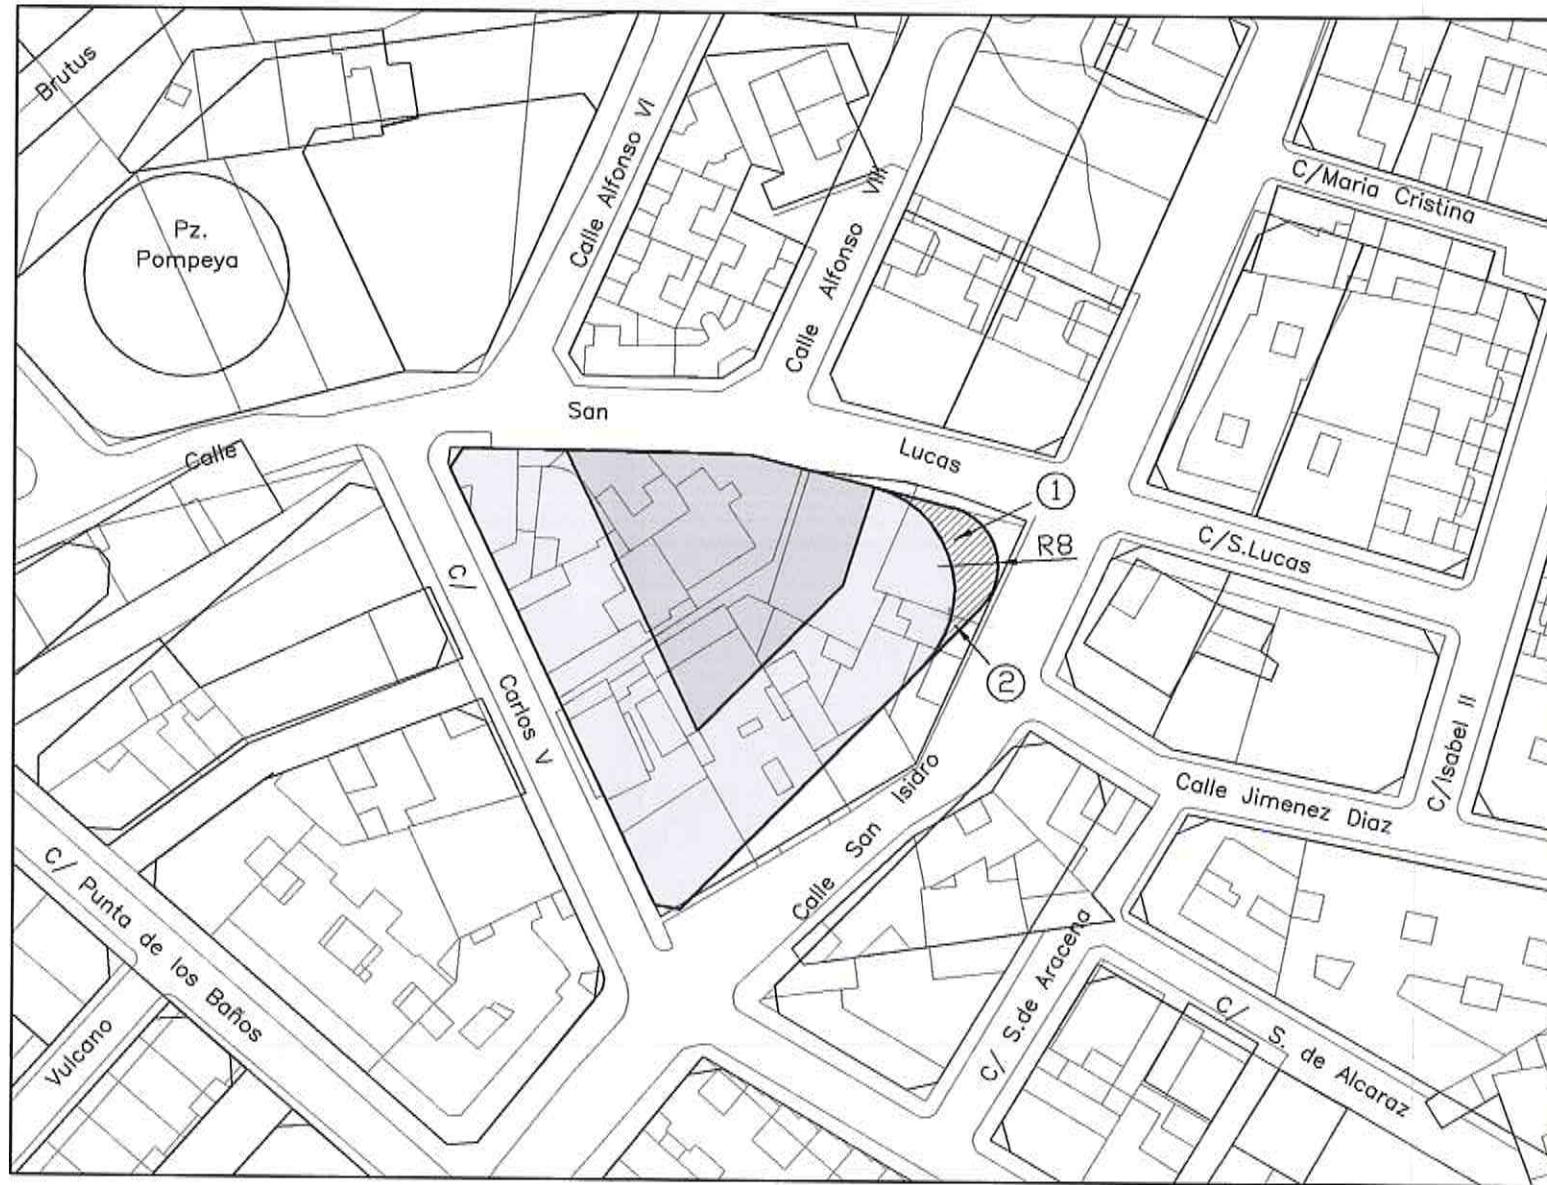 Brutus
Pz.
Pompeya
Calle Alfonso VI
Calle Alfonso VIII
C/Maria Cristina
San
Lucas
Calle
1
R8
C/S.Lucas
2
C/
Carlos V
C/Isabel II
Calle Jimenez Diaz
Calle San Isidro
C/ Punta de los Baños
C/ S.de Aracena
C/ S. de Alcaraz
Vulcano